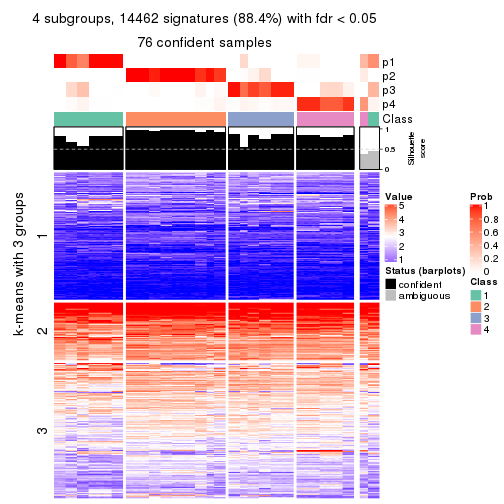 4 subgroups, 14462 signatures (88.4%) with fdr < 0.05
76 confident samples
p1
p2
p3
p4
Class
1
0.5
0
Silhouette
score
k-means with 3 groups
1
2
3
Value
5
4
3
2
1
Status (barplots)
confident
ambiguous
Prob
1
0.8
0.6
0.4
0.2
0
Class
1
2
3
4